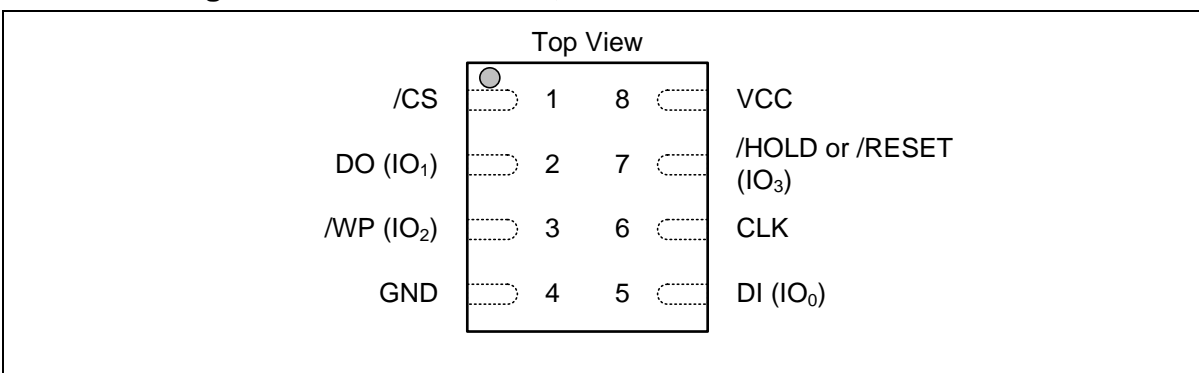 Top View
/CS 1 8 VCC
DO (IO₁) 2 7 /HOLD or /RESET
(IO₃)
/WP (IO₂) 3 6 CLK
GND 4 5 DI (IO₀)